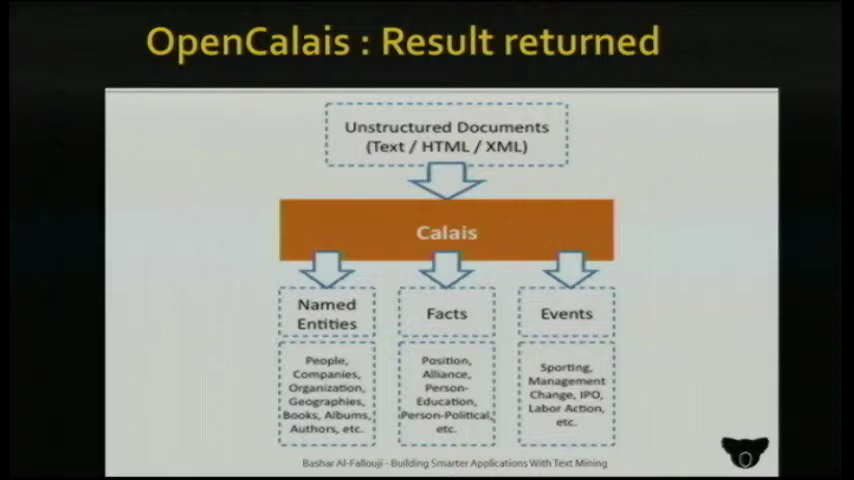 OpenCalais : Result returned
Unstructured Documents
(Text / HTML / XML)
Calais
Named
Entities
People,
Companies,
Organization,
Geographies,
Books, Albums,
Authors, etc.
Facts
Position,
Alliance,
Person-
Education,
Person-Political,
etc.
Events
Sporting,
Management
Change, IPO,
Labor Action,
etc.
Bashar Al-Fallouji - Building Smarter Applications With Text Mining